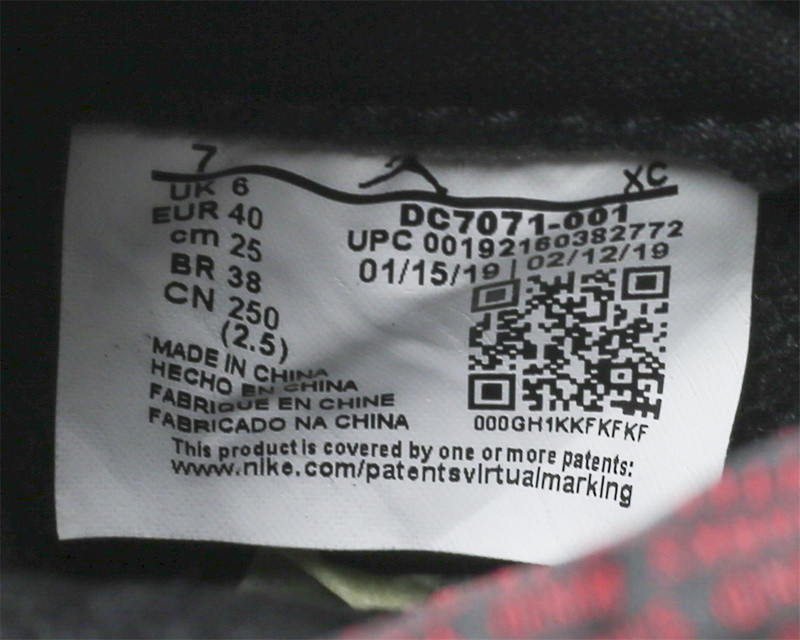 7 XC
UK 6
EUR 40
cm 25
BR 38
CN 250
(2.5)
DC7071-001
UPC 00192160382772
01/15/19 | 02/12/19
000GH1KKFKFKF
MADE IN CHINA
HECHO EN CHINA
FABRIQUE EN CHINE
FABRICADO NA CHINA
This product is covered by one or more patents:
www.nike.com/patentsvirtualmarking